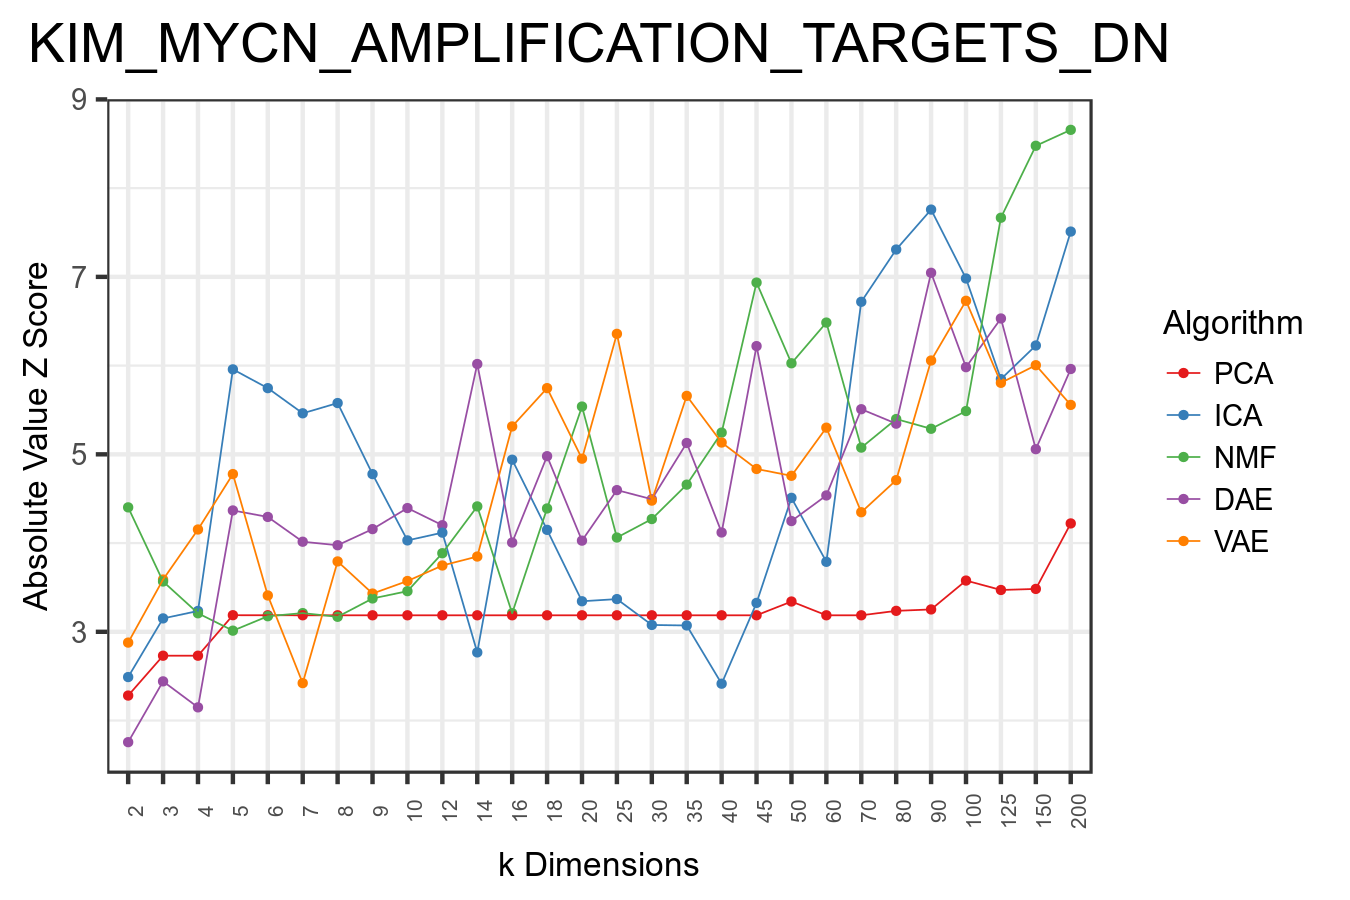 KIM_MYCN_AMPLIFICATION_TARGETS_DN
Absolute Value Z Score
9
7
5
3
2 3 4 5 6 7 8 9 10 12 14 16 18 20 25 30 35 40 45 50 60 70 80 90 100 125 150 200
k Dimensions
Algorithm
PCA
ICA
NMF
DAE
VAE